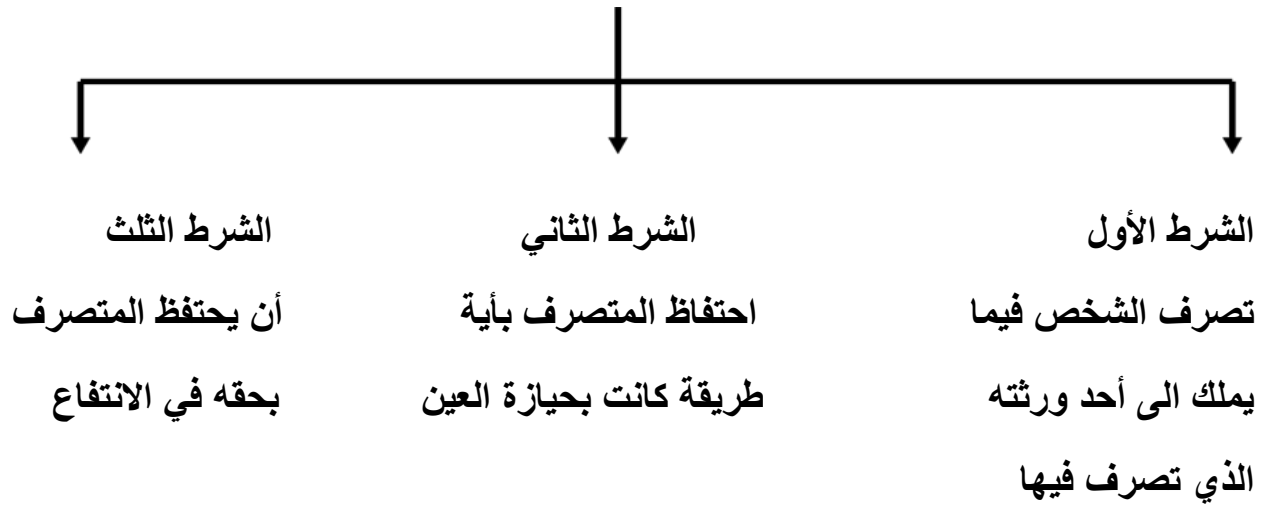 الشرط الأول
تصرف الشخص فيما
يملك الى أحد ورثته
الذي تصرف فيها
الشرط الثاني
احتفاظ المتصرف بأية
طريقة كانت بحيازة العين
الشرط الثلث
أن يحتفظ المتصرف
بحقه في الانتفاع